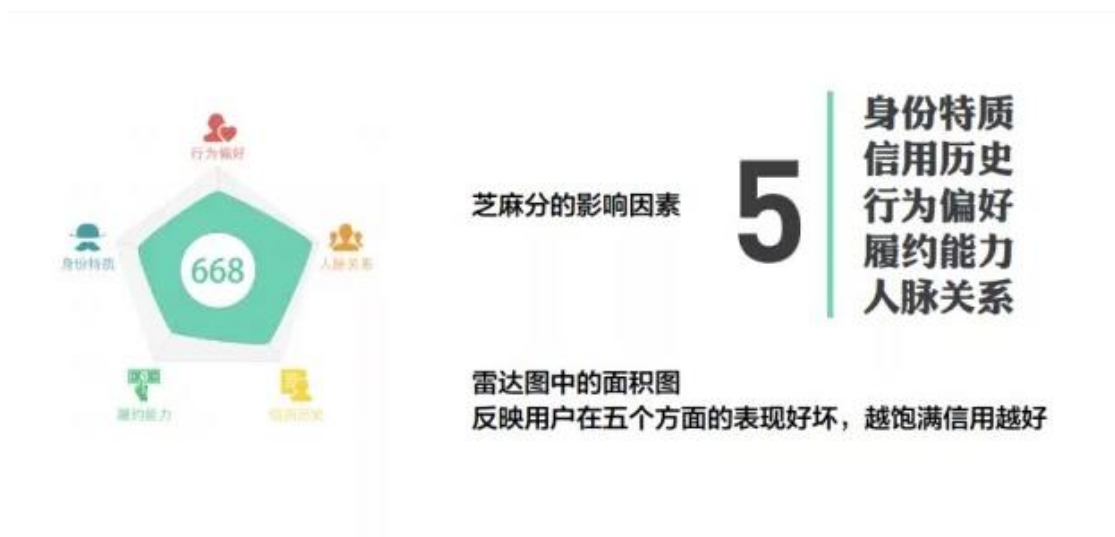 行为偏好
身份特质
668
人脉关系
履约能力
信用历史
芝麻分的影响因素
5
身份特质
信用历史
行为偏好
履约能力
人脉关系
雷达图中的面积图
反映用户在五个方面的表现好坏，越饱满信用越好